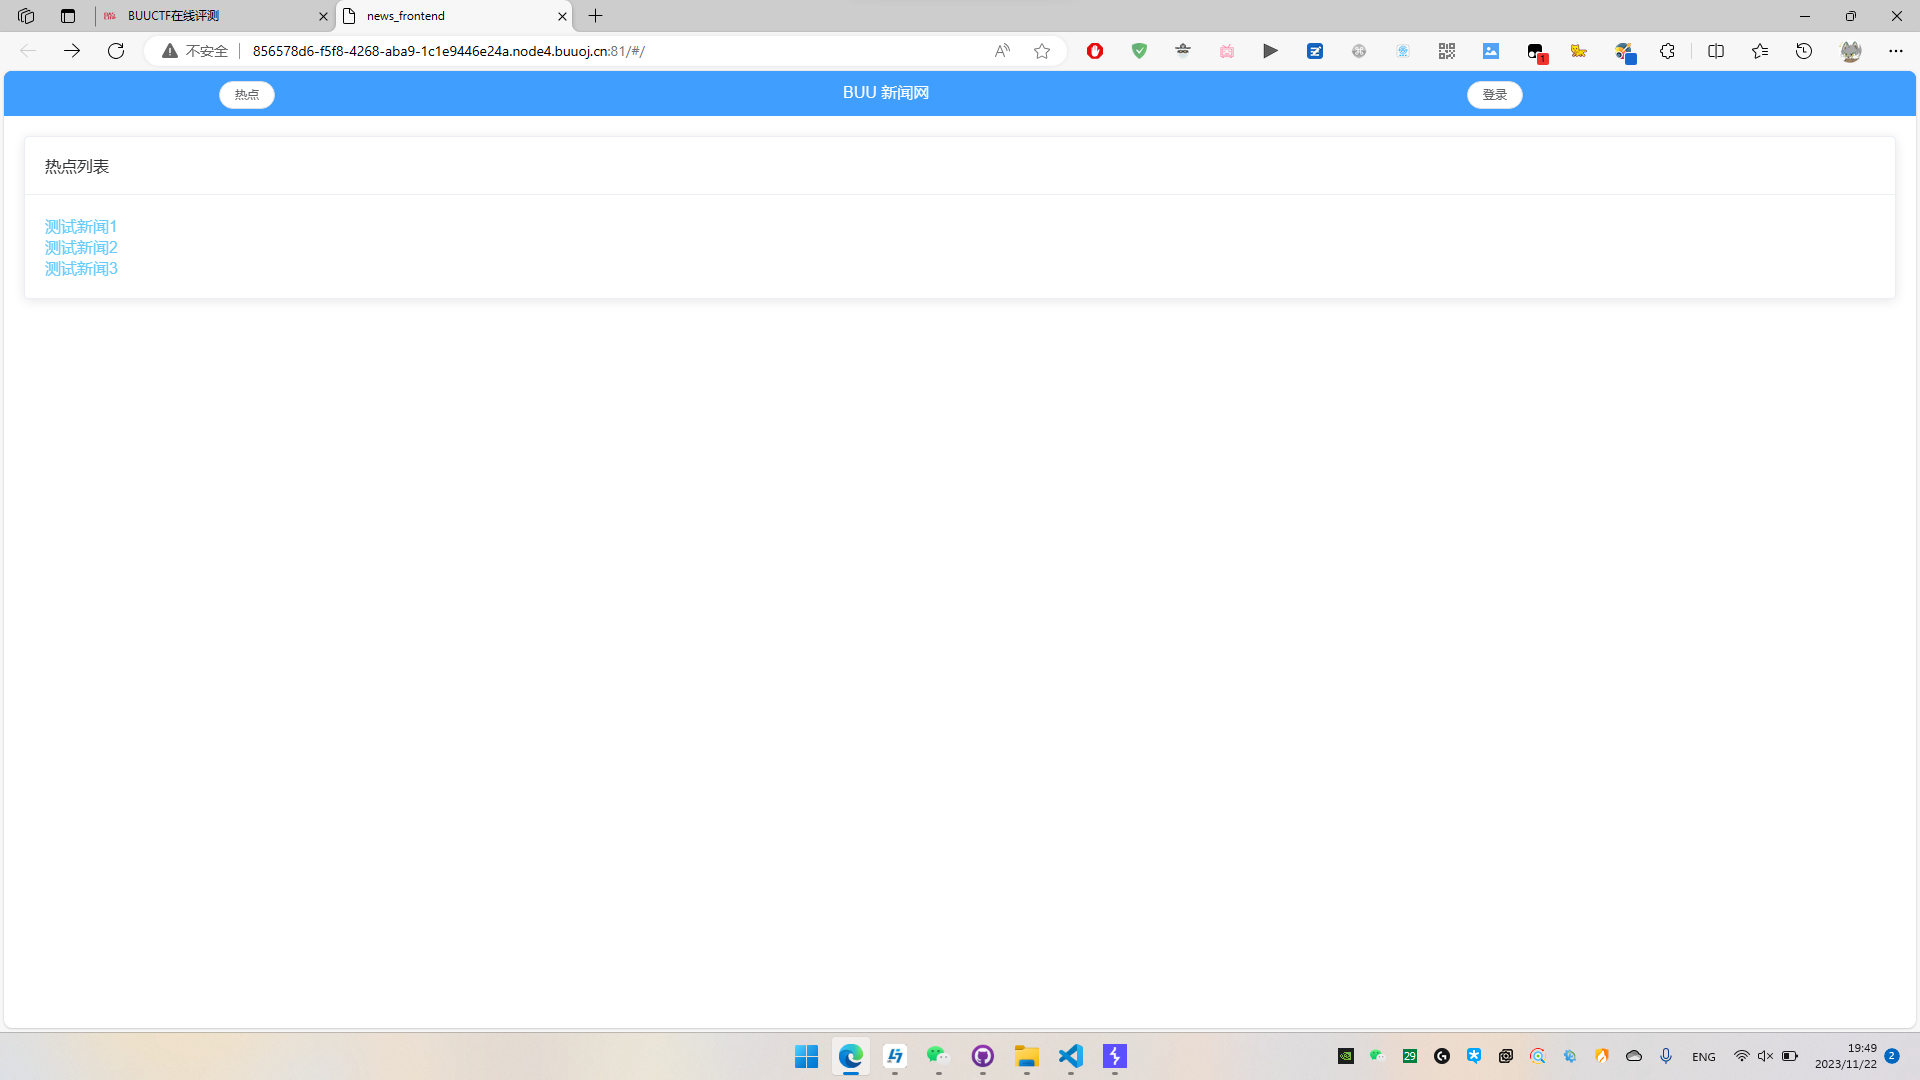 BUUCTF在线评测
news_frontend
不安全
856578d6-f5f8-4268-aba9-1c1e9446e24a.node4.buuoj.cn:81/#/
1
热点
BUU 新闻网
登录
热点列表
测试新闻1
测试新闻2
测试新闻3
29
ENG
19:49
2023/11/22
2